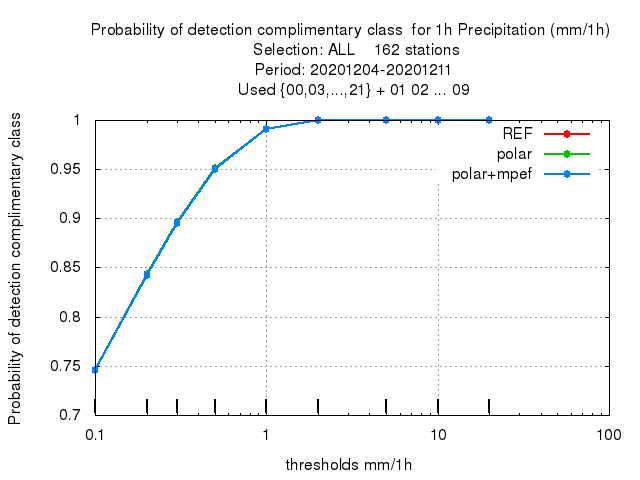 Probability of detection complimentary class  for 1h Precipitation (mm/1h)
Selection: ALL    162 stations
Period: 20201204-20201211
Used {00,03,...,21} + 01 02 ... 09
Probability of detection complimentary class
1
0.95
0.9
0.85
0.8
0.75
0.7
REF
polar
polar+mpef
0.1 1 10 100
thresholds mm/1h